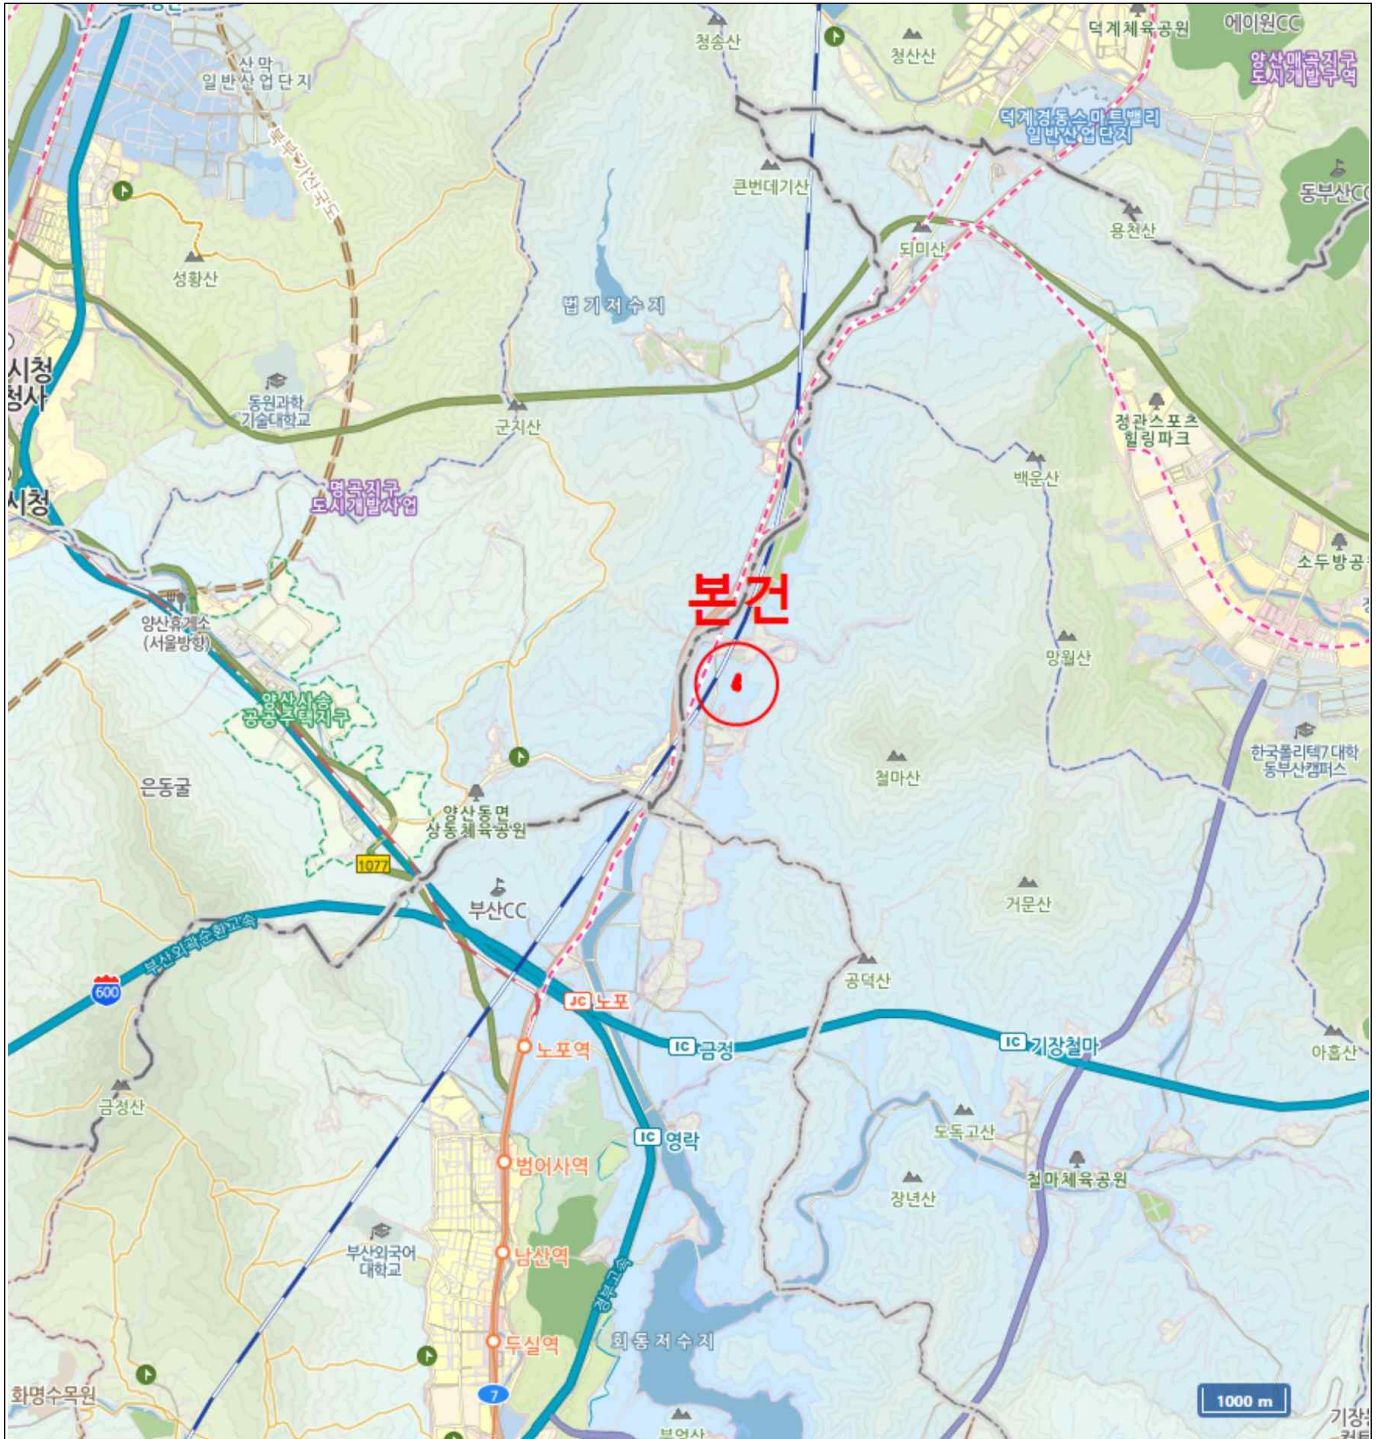 청송산
청산산
덕계체육공원
에이원CC
양산매곡지구
도시개발구역
산막
일반산업단지
덕계경동스마트밸리
일반산업단지
큰번데기산
동부산CC
용천산
되미산
성황산
법기저수지
시청
청사
동원과학
기술대학교
군지산
정관스포츠
힐링파크
백운산
명곡지구
도시개발사업
시청
소두방공
본건
양산휴게소
(서울방향)
망월산
양산사송
공공주택지구
한국폴리텍7대학
동부산캠퍼스
철마산
은동굴
양산동면
상동체육공원
1077
거문산
부산CC
부산외곽순환고속
공덕산
600
JC 노포
IC 금정
IC 기장철마
노포역
아홉산
금정산
도독고산
IC 영락
범어사역
철마체육공원
장년산
부산외국어
대학교
남산역
경부고속
회동저수지
두실역
7
화명수목원
1000 m
부엉산